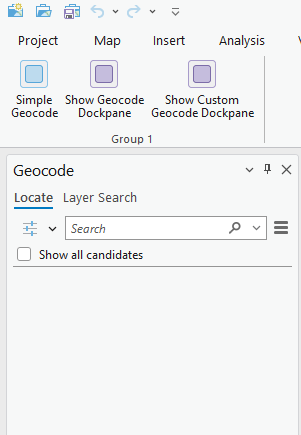 Project Map Insert Analysis
Simple Geocode
Show Geocode Dockpane
Show Custom Geocode Dockpane
Group 1
Geocode
Locate Layer Search
Search
Show all candidates